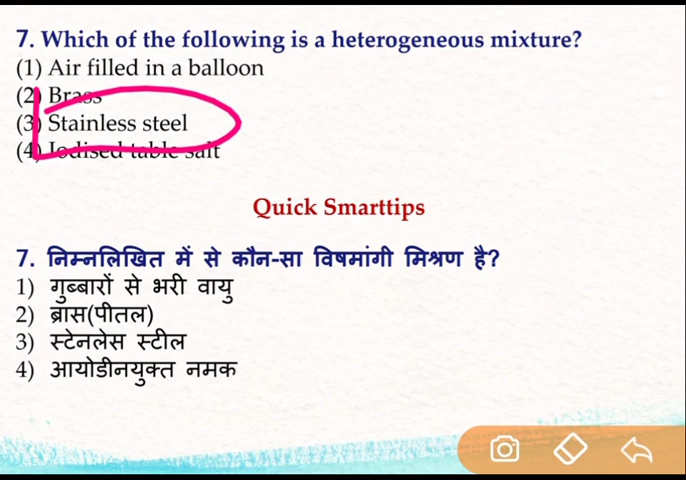 7. Which of the following is a heterogeneous mixture?
(1) Air filled in a balloon
(2) Brass
(3) Stainless steel
(4) Iodised table salt
Quick Smarttips
7. निम्नलिखित में से कौन-सा विषमांगी मिश्रण है?
1) गुब्बारों से भरी वायु
2) ब्रास(पीतल)
3) स्टेनलेस स्टील
4) आयोडीनयुक्त नमक